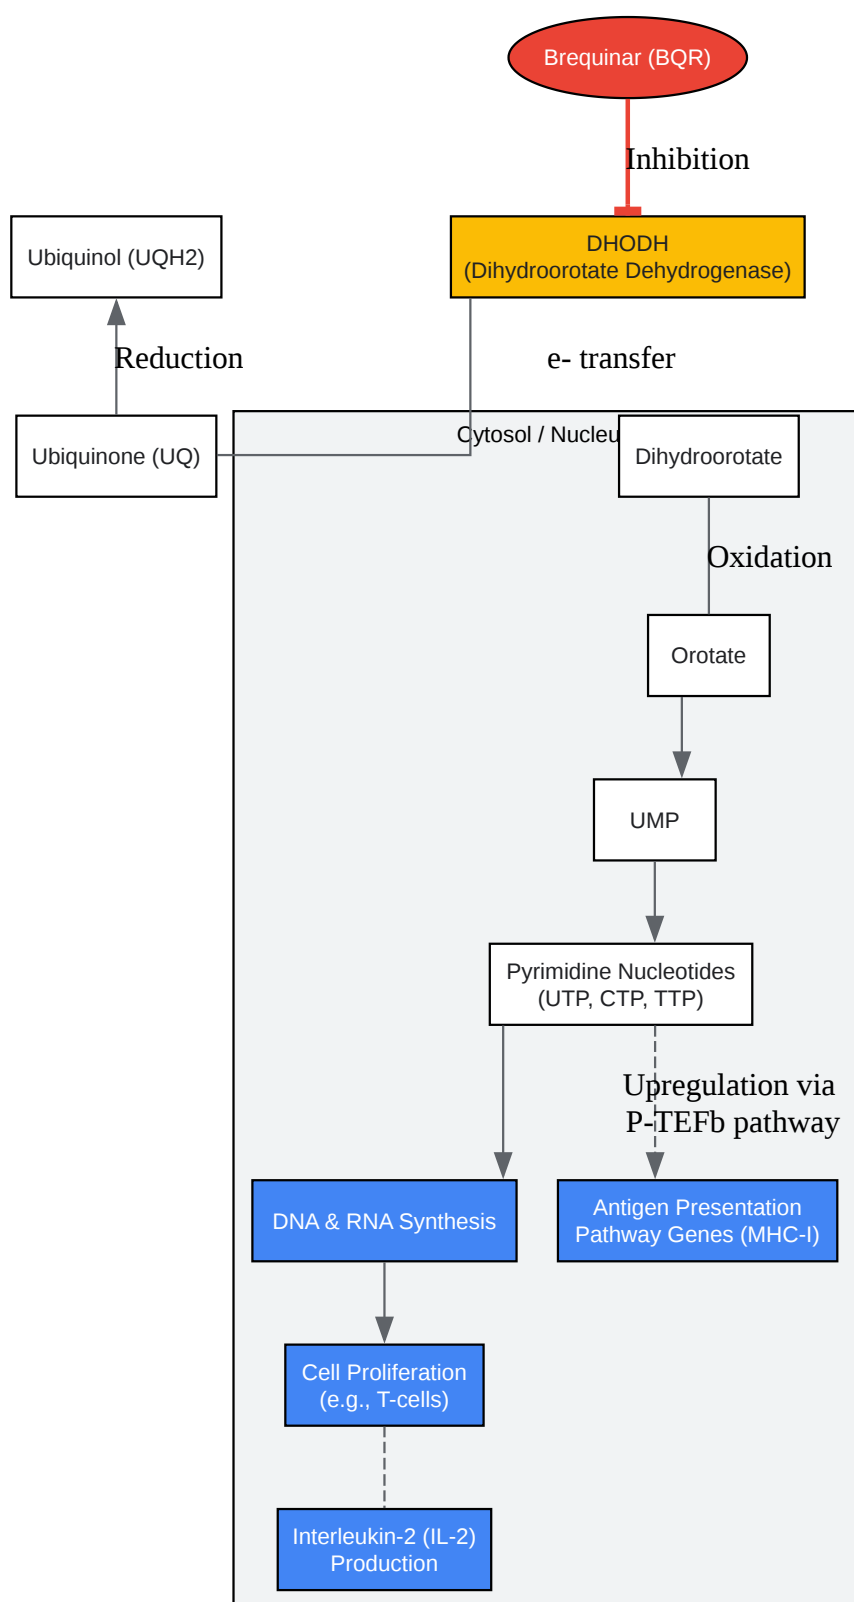 Brequinar (BQR)
Inhibition
Ubiquinol (UQH2)
DHODH
(Dihydroorotate Dehydrogenase)
Reduction
e- transfer
Ubiquinone (UQ)
Cytosol / Nucleu
Dihydroorotate
Oxidation
Orotate
UMP
Pyrimidine Nucleotides
(UTP, CTP, TTP)
Upregulation via
P-TEFb pathway
DNA & RNA Synthesis
Antigen Presentation
Pathway Genes (MHC-I)
Cell Proliferation
(e.g., T-cells)
Interleukin-2 (IL-2)
Production